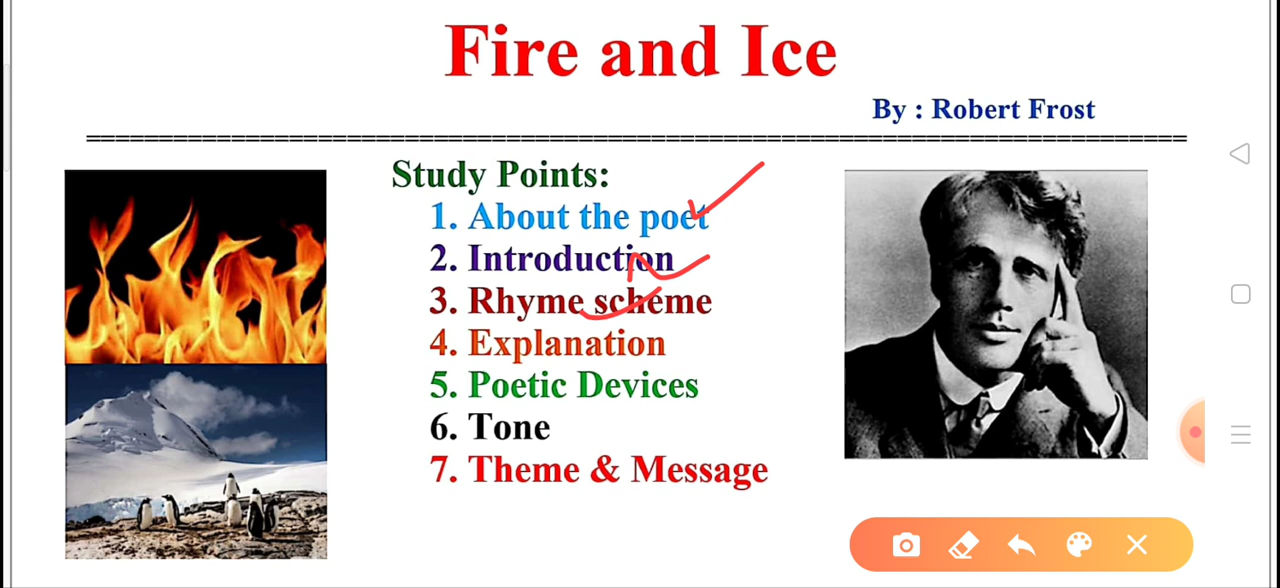 Fire and Ice
By : Robert Frost
Study Points:
1. About the poet
2. Introduction
3. Rhyme scheme
4. Explanation
5. Poetic Devices
6. Tone
7. Theme & Message